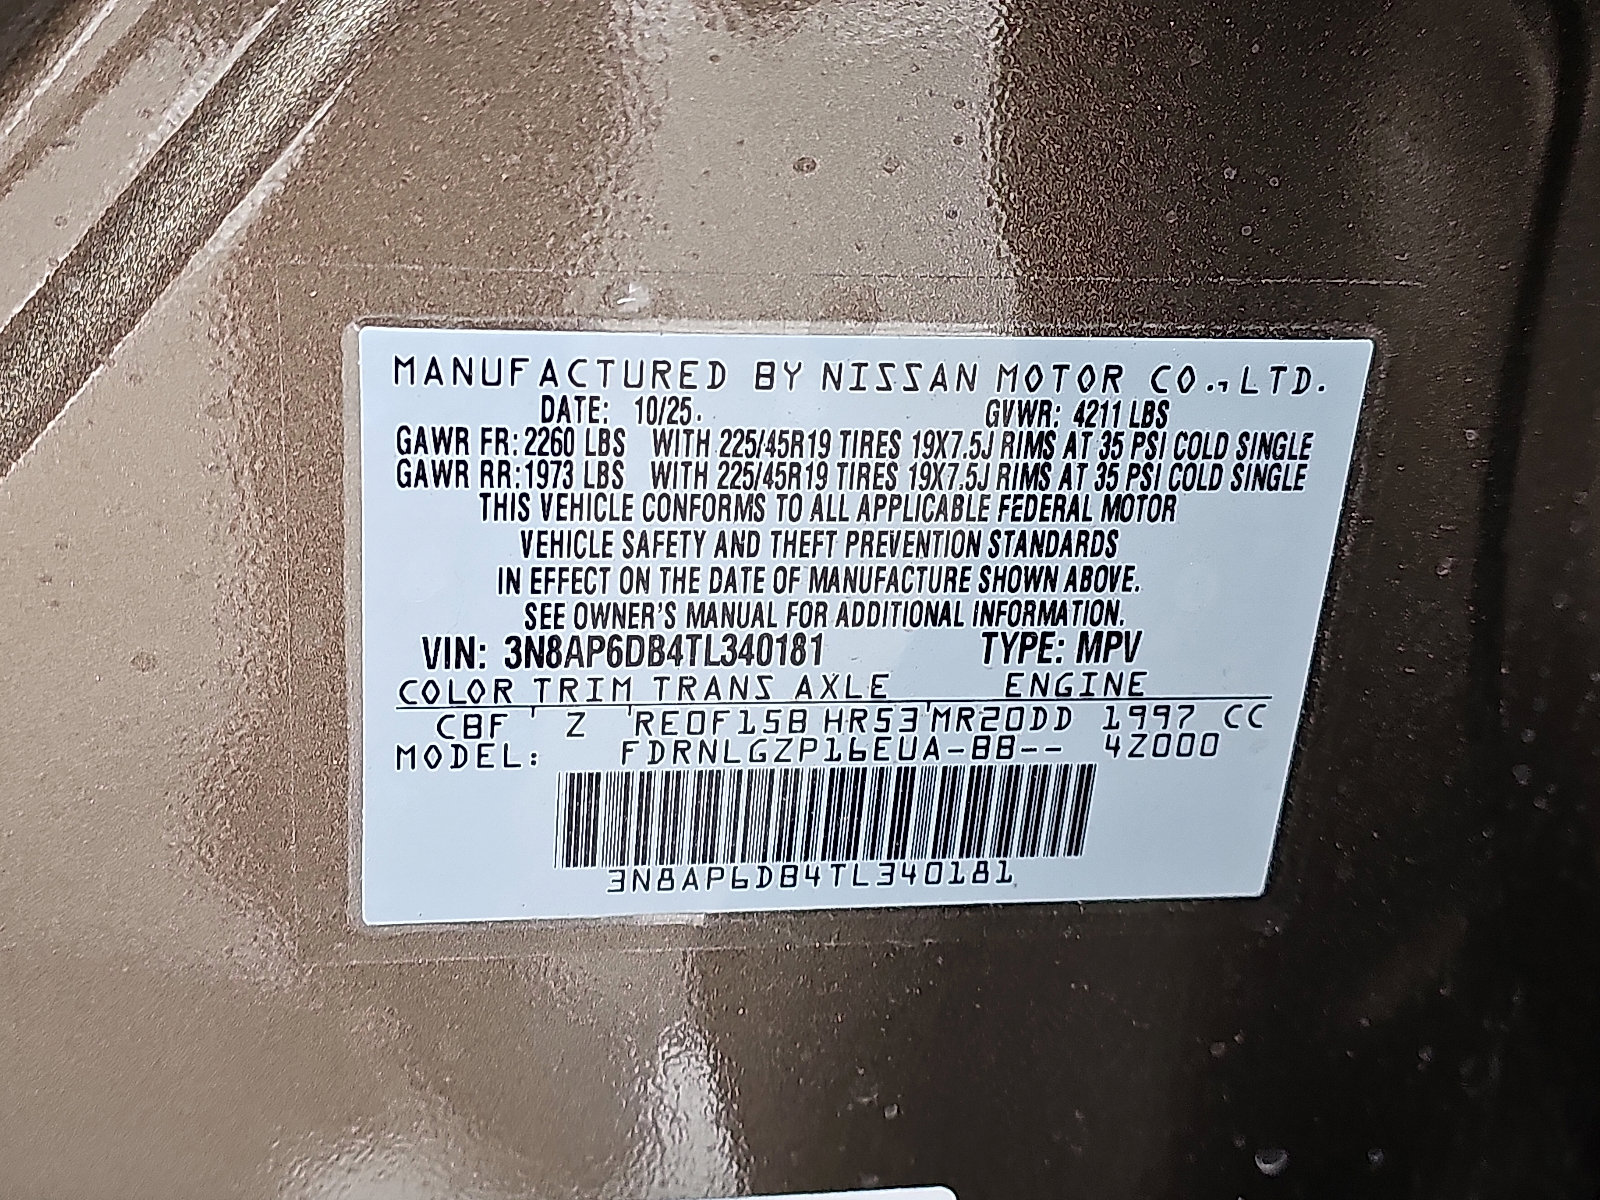 MANUFACTURED BY NISSAN MOTOR CO., LTD.
DATE: 10/25. GVWR: 4211 LBS
GAWR FR: 2260 LBS WITH 225/45R19 TIRES 19X7.5J RIMS AT 35 PSI COLD SINGLE
GAWR RR: 1973 LBS WITH 225/45R19 TIRES 19X7.5J RIMS AT 35 PSI COLD SINGLE
THIS VEHICLE CONFORMS TO ALL APPLICABLE FEDERAL MOTOR
VEHICLE SAFETY AND THEFT PREVENTION STANDARDS
IN EFFECT ON THE DATE OF MANUFACTURE SHOWN ABOVE.
SEE OWNER'S MANUAL FOR ADDITIONAL INFORMATION.
VIN: 3N8AP6DB4TL340181 TYPE: MPV
COLOR TRIM TRANS AXLE ENGINE
CBF Z RE0F15B HR53 MR20DD 1997 CC
MODEL: FDRNLGZP16EUA-BB-- 4Z000
3N8AP6DB4TL340181